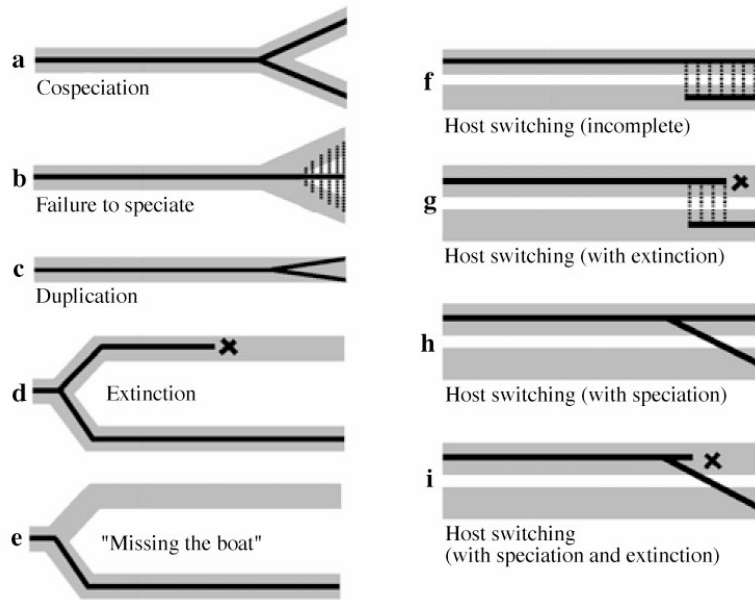 a
Cospeciation
b
Failure to speciate
c
Duplication
d
Extinction
e
"Missing the boat"
f
Host switching (incomplete)
g
Host switching (with extinction)
h
Host switching (with speciation)
i
Host switching
(with speciation and extinction)